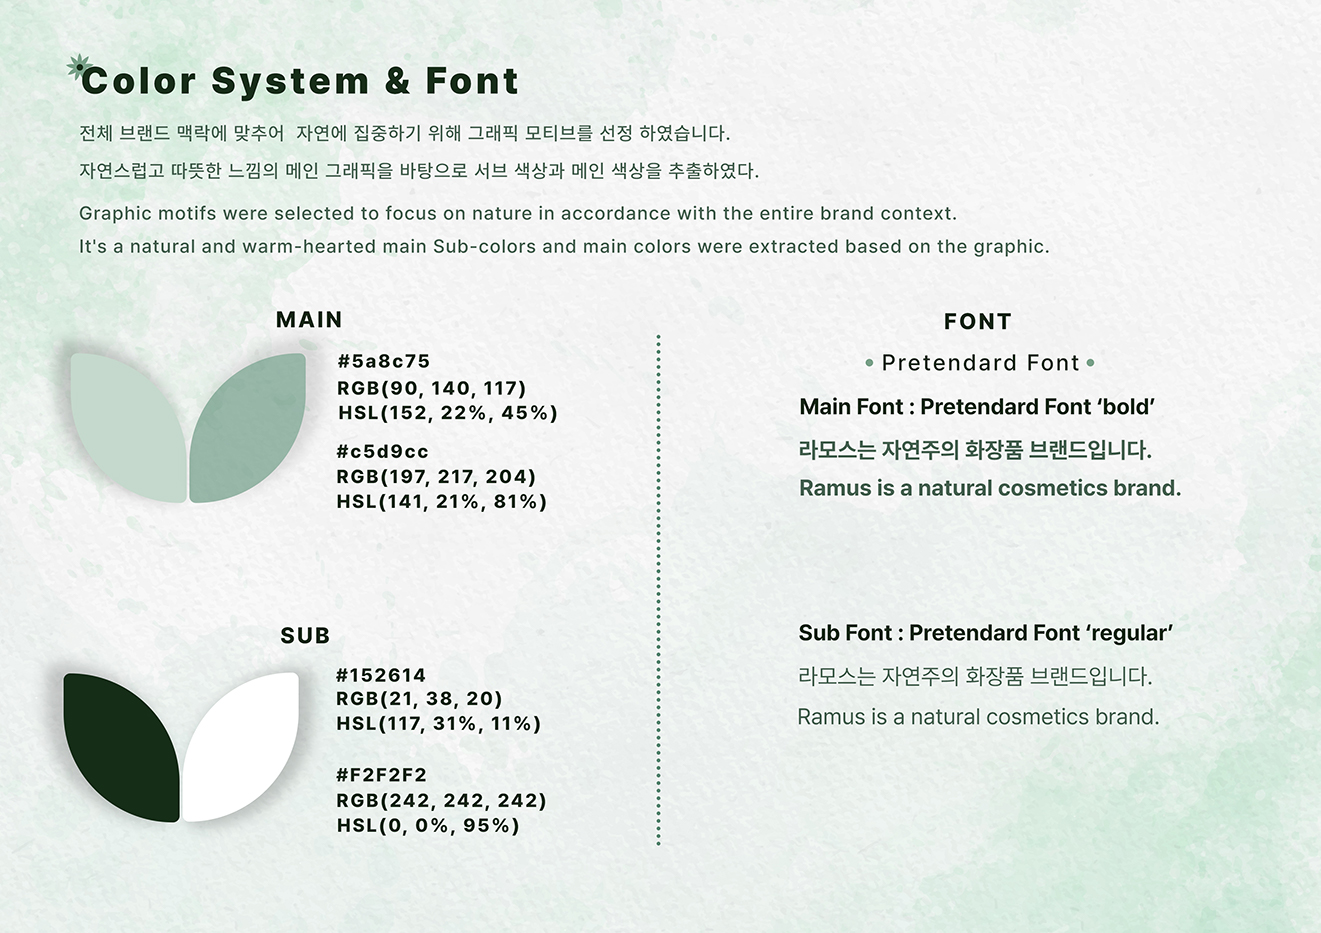 Color System & Font
전체 브랜드 맥락에 맞추어  자연에 집중하기 위해 그래픽 모티브를 선정 하였습니다.
자연스럽고 따뜻한 느낌의 메인 그래픽을 바탕으로 서브 색상과 메인 색상을 추출하였다.
Graphic motifs were selected to focus on nature in accordance with the entire brand context.
It's a natural and warm-hearted main Sub-colors and main colors were extracted based on the graphic.
MAIN
#5a8c75
RGB(90, 140, 117)
HSL(152, 22%, 45%)
#c5d9cc
RGB(197, 217, 204)
HSL(141, 21%, 81%)
SUB
#152614
RGB(21, 38, 20)
HSL(117, 31%, 11%)
#F2F2F2
RGB(242, 242, 242)
HSL(0, 0%, 95%)
FONT
• Pretendard Font •
Main Font : Pretendard Font ‘bold’
라모스는 자연주의 화장품 브랜드입니다.
Ramus is a natural cosmetics brand.
Sub Font : Pretendard Font ‘regular’
라모스는 자연주의 화장품 브랜드입니다.
Ramus is a natural cosmetics brand.